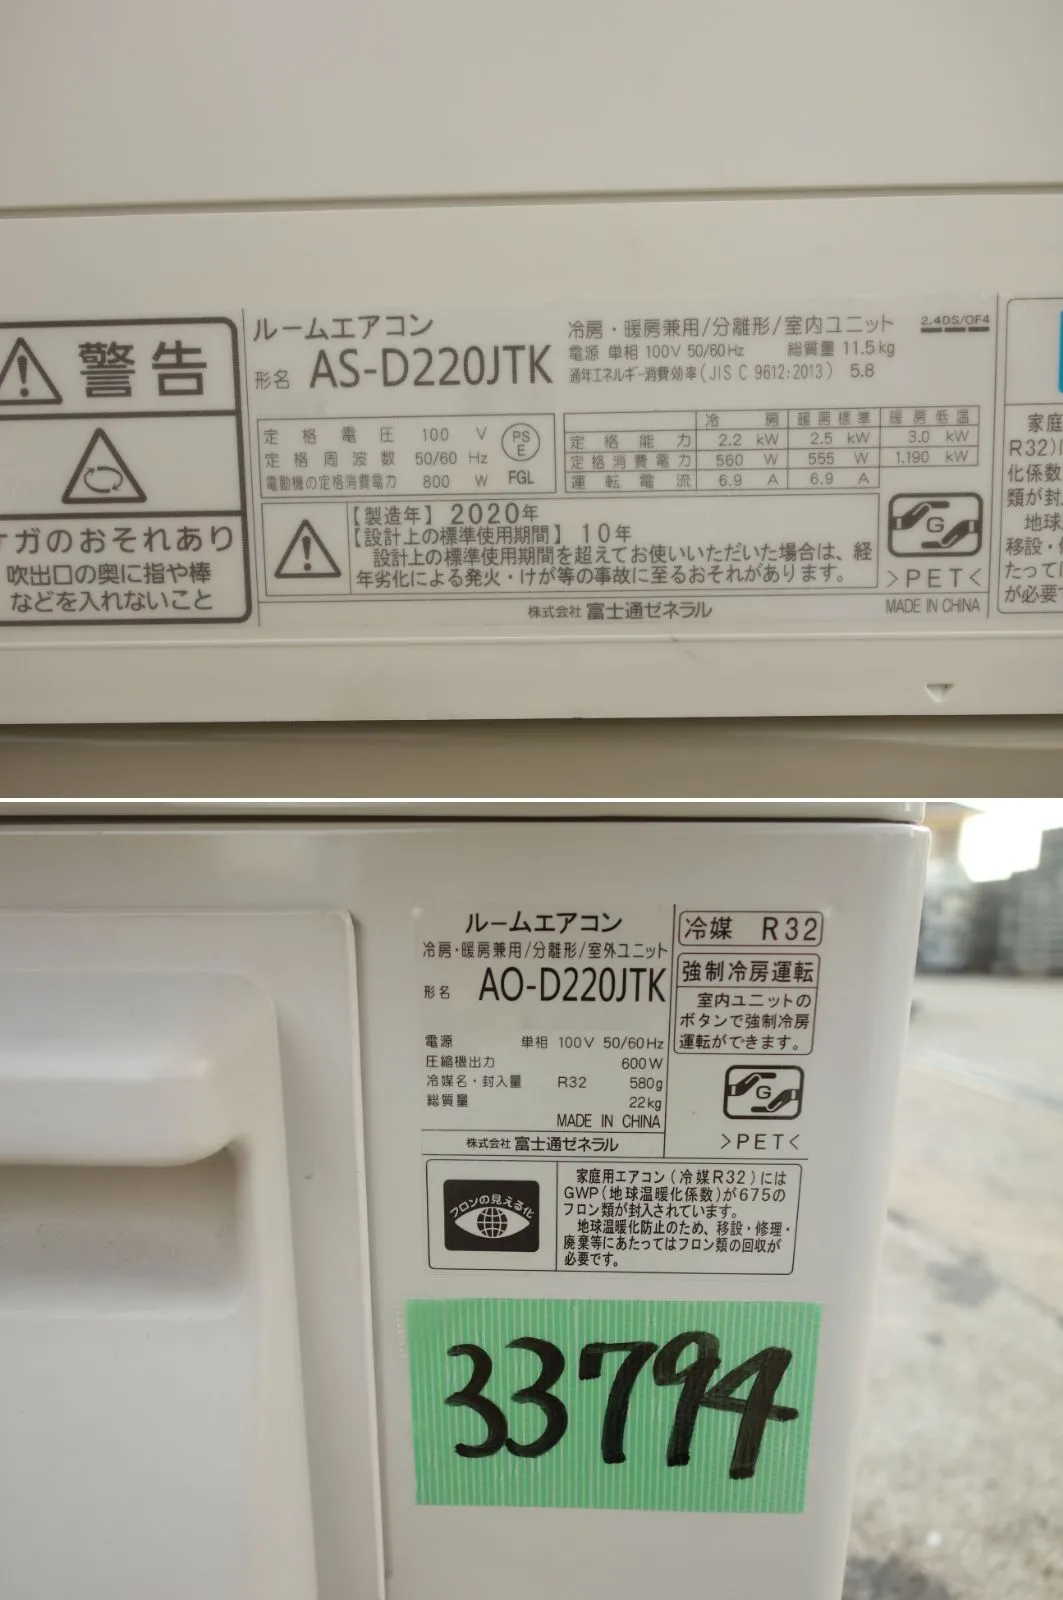 警告
ケガのおそれあり
吹出口の奥に指や棒
などを入れないこと
ルームエアコン
形名 AS-D220JTK
冷房・暖房兼用/分離形/室内ユニット
電源 単相 100V 50/60Hz 総質量 11.5kg
通年エネルギー消費効率(JIS C 9612:2013) 5.8
2.4DS/OF4
定格電圧 100 V
定格周波数 50/60 Hz
電動機の定格消費電力 800 W
PS
E
FGL
冷房 暖房標準 暖房低温
定格能力 2.2 kW 2.5 kW 3.0 kW
定格消費電力 560 W 555 W 1.190 kW
運転電流 6.9 A 6.9 A
【製造年】 2020年
【設計上の標準使用期間】 10年
設計上の標準使用期間を超えてお使いいただいた場合は、経
年劣化による発火・けが等の事故に至るおそれがあります。
G
>PET<
株式会社 富士通ゼネラル
MADE IN CHINA
家庭
R32)に
化係数
類が封
地球
移設・
たって
が必要
ルームエアコン
冷房・暖房兼用/分離形/室外ユニット
形名 AO-D220JTK
電源 単相 100V 50/60Hz
圧縮機出力 600W
冷媒名・封入量 R32 580g
総質量 22kg
MADE IN CHINA
株式会社 富士通ゼネラル
冷媒 R32
強制冷房運転
室内ユニットの
ボタンで強制冷房
運転ができます。
G
>PET<
フロンの見える化
家庭用エアコン(冷媒R32)には
GWP(地球温暖化係数)が675の
フロン類が封入されています。
地球温暖化防止のため、移設・修理・
廃棄等にあたってはフロン類の回収が
必要です。
33794